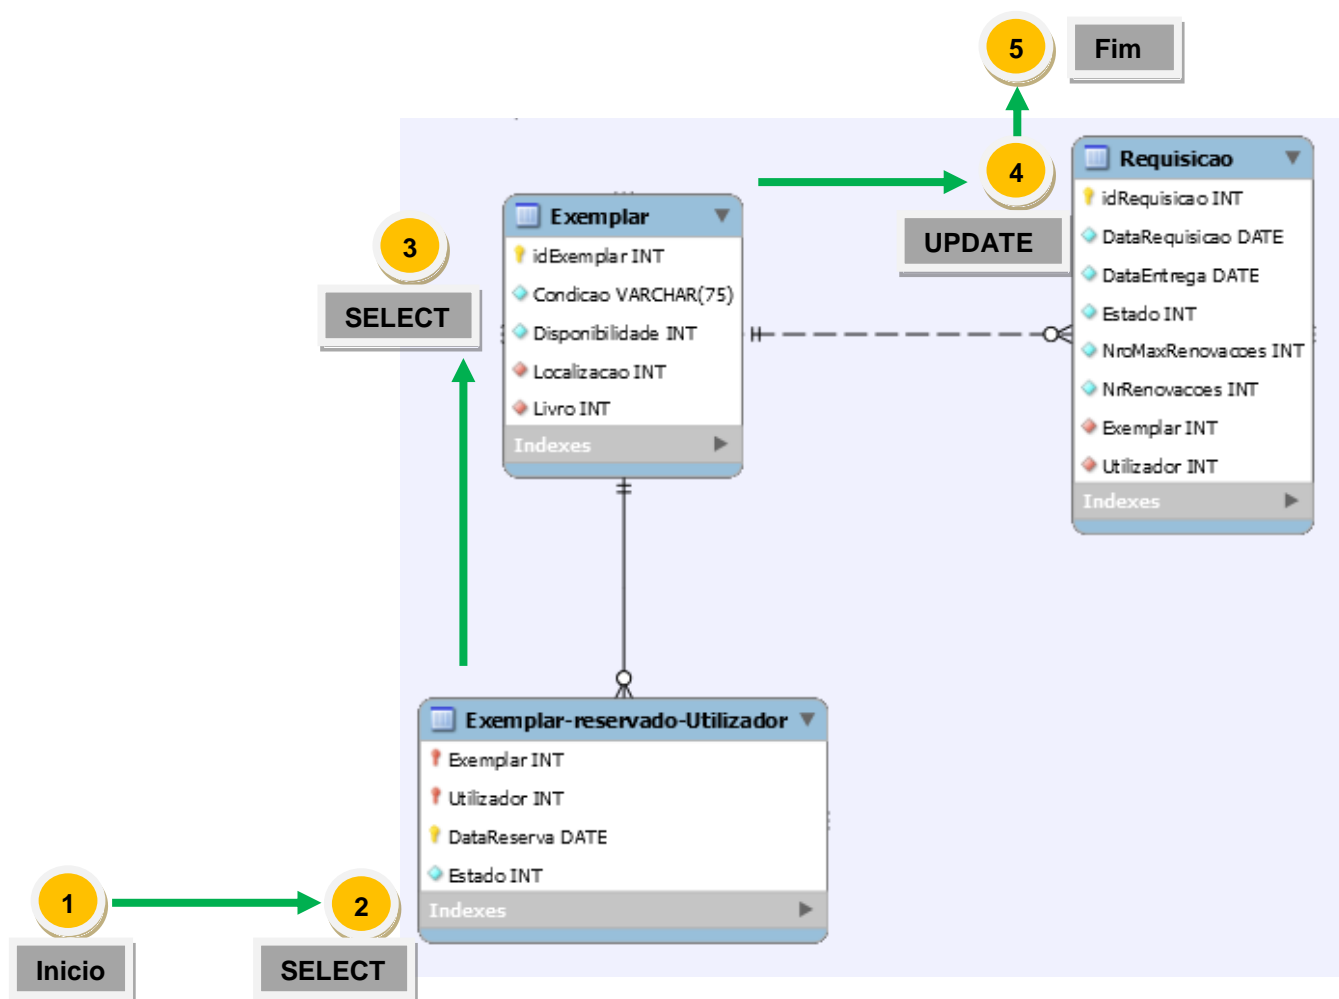 5
Fim
4
UPDATE
Requisicao
idRequisicao INT
DataRequisicao DATE
DataEntrega DATE
Estado INT
NroMaxRenovacoes INT
NrRenovacoes INT
Exemplar INT
Utilizador INT
Indexes
3
SELECT
Exemplar
idExemplar INT
Condicao VARCHAR(75)
Disponibilidade INT
Localizacao INT
Livro INT
Indexes
Exemplar-reservado-Utilizador
Exemplar INT
Utilizador INT
DataReserva DATE
Estado INT
Indexes
1
Inicio
2
SELECT